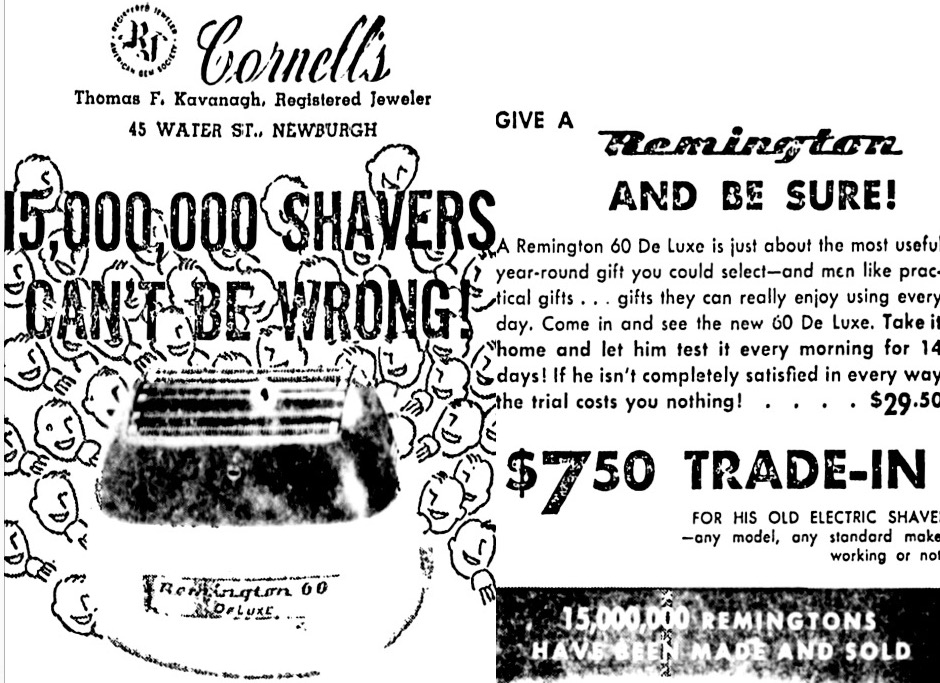 REGISTERED JEWELER
AMERICAN GEM SOCIETY
RJ
Cornell's
Thomas F. Kavanagh, Registered Jeweler
45 WATER ST., NEWBURGH
15,000,000 SHAVERS
CAN'T BE WRONG!
Remington 60
DeLUXE
GIVE A
Remington
AND BE SURE!
A Remington 60 De Luxe is just about the most useful
year-round gift you could select—and men like prac-
tical gifts . . . gifts they can really enjoy using every
day. Come in and see the new 60 De Luxe. Take it
home and let him test it every morning for 14
days! If he isn't completely satisfied in every way
the trial costs you nothing! . . . . $29.50
$7.50 TRADE-IN
FOR HIS OLD ELECTRIC SHAVER
—any model, any standard make
working or not
15,000,000 REMINGTONS
HAVE BEEN MADE AND SOLD